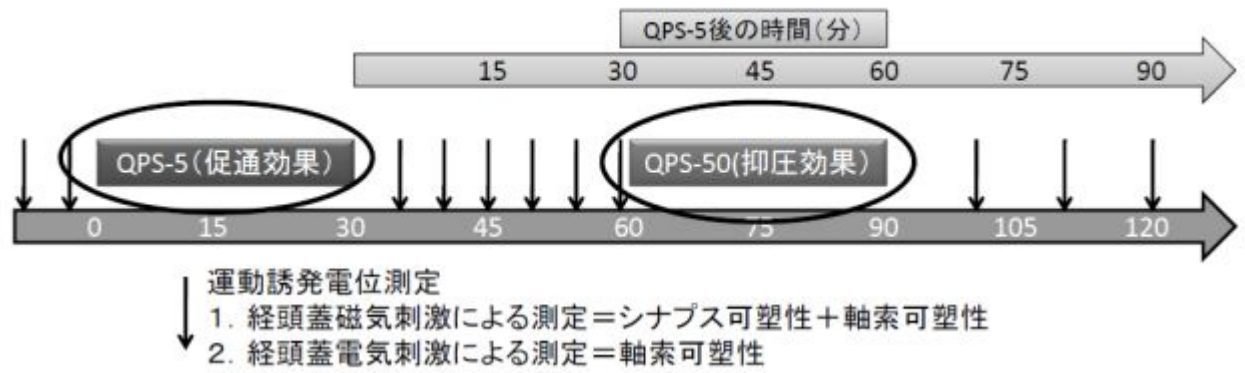 QPS-5後の時間(分)
15 30 45 60 75 90
QPS-5(促通効果) QPS-50(抑圧効果)
0 15 30 45 60 75 90 105 120
運動誘発電位測定
1. 経頭蓋磁気刺激による測定=シナプス可塑性+軸索可塑性
2. 経頭蓋電気刺激による測定=軸索可塑性